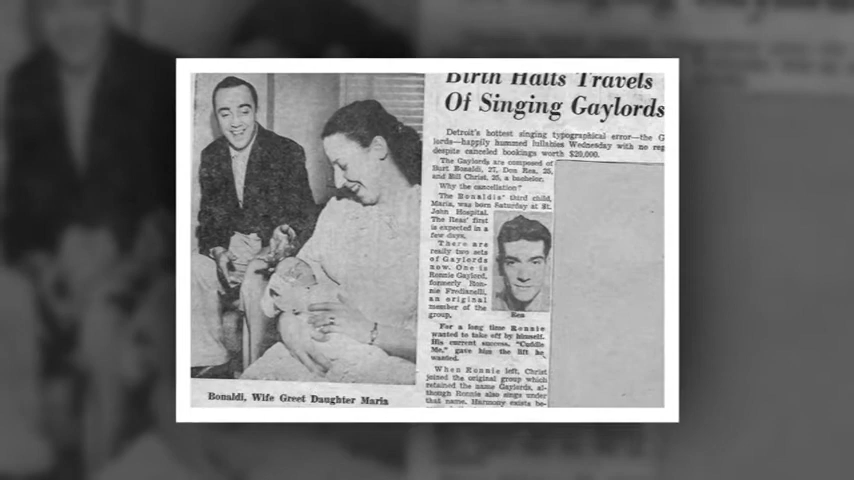 Birth Halts Travels
Of Singing Gaylords
Detroit's hottest singing typographical error—the G
lords—happily hummed lullabies Wednesday with no reg
despite canceled bookings worth $20,000.
The Gaylords are composed of
Burt Bonaldi, 27, Don Rea, 25,
and Bill Christ, 25, a bachelor.
Why the cancellation?
The Bonaldis' third child,
Maria, was born Saturday at St.
John Hospital.
The Reas' first
is expected in a
few days.
There are
really two sets
of Gaylords
now. One is
Ronnie Gaylord,
formerly Ron-
nie Fredianelli,
an original
member of the
group.
Rea
For a long time Ronnie
wanted to take off by himself.
His current success, "Cuddle
Me," gave him the lift he
wanted.
When Ronnie left, Christ
joined the original group which
retained the name Gaylords, al-
though Ronnie also sings under
that name. Harmony exists be-
Bonaldi, Wife Greet Daughter Maria